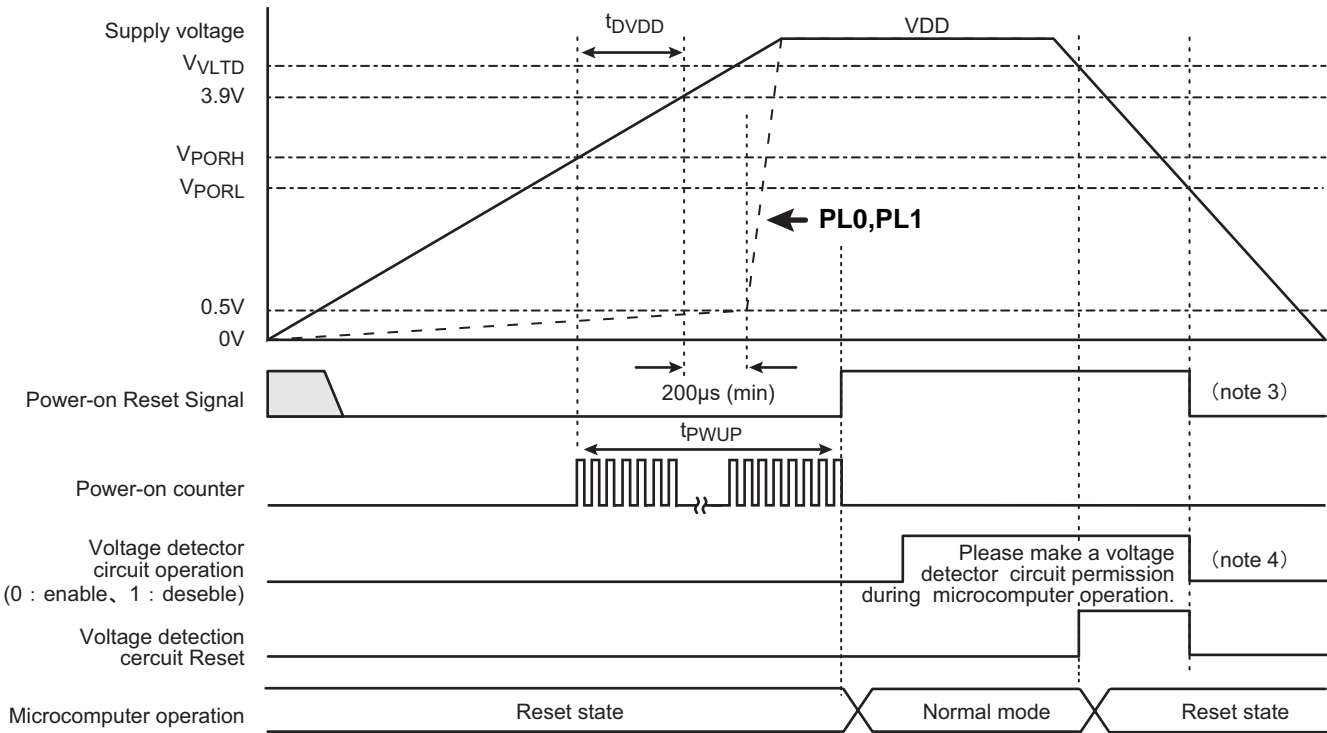 Supply voltage
tDVDD
VDD
VVLTD
3.9V
VPORH
VPORL
PL0,PL1
0.5V
0V
200µs (min)
Power-on Reset Signal
(note 3)
tPWUP
Power-on counter
Voltage detector
circuit operation
(0 : enable、1 : deseble)
Please make a voltage
detector circuit permission
during microcomputer operation.
(note 4)
Voltage detection
cercuit Reset
Microcomputer operation
Reset state
Normal mode
Reset state